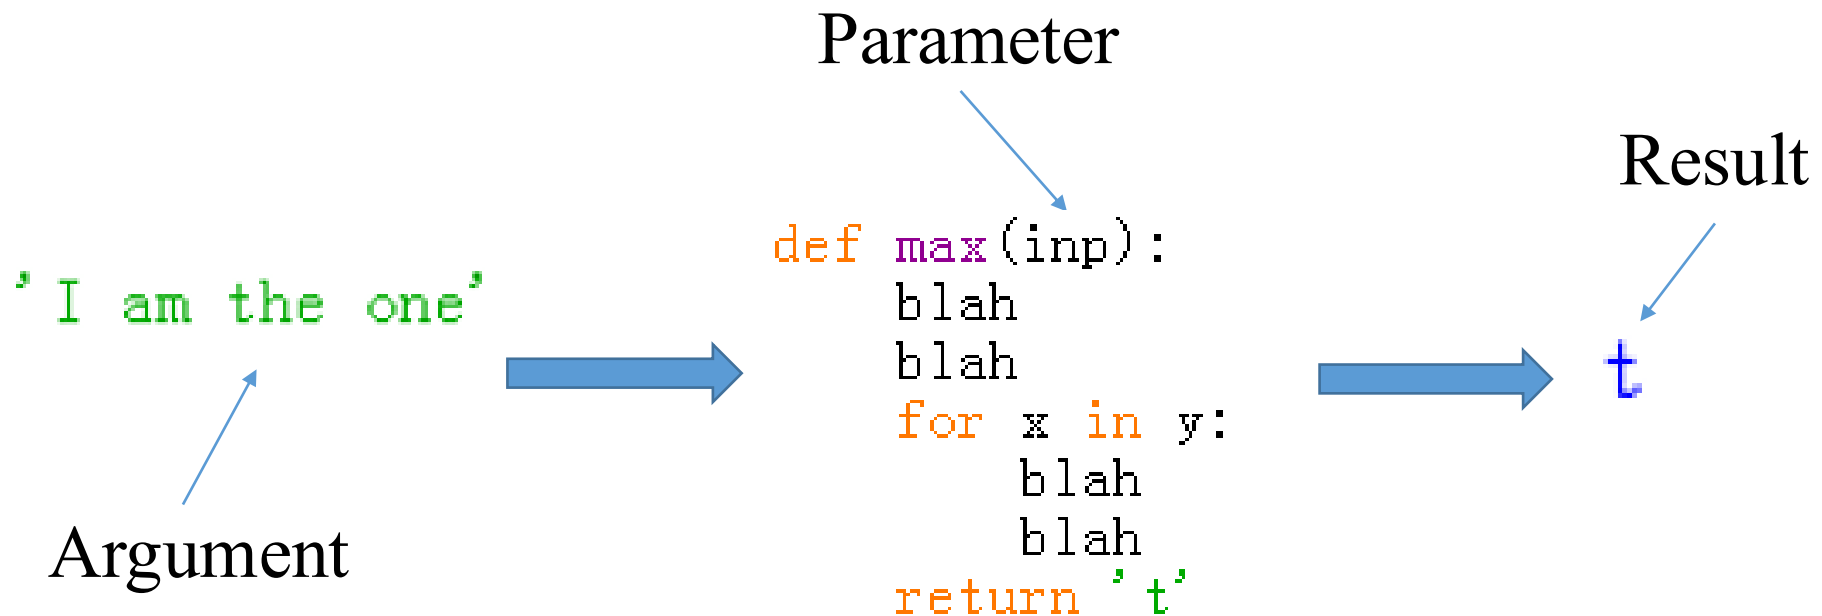 Parameter
Result
'I am the one'
Argument
def max(inp):
blah
blah
for x in y:
blah
blah
return 't'
t